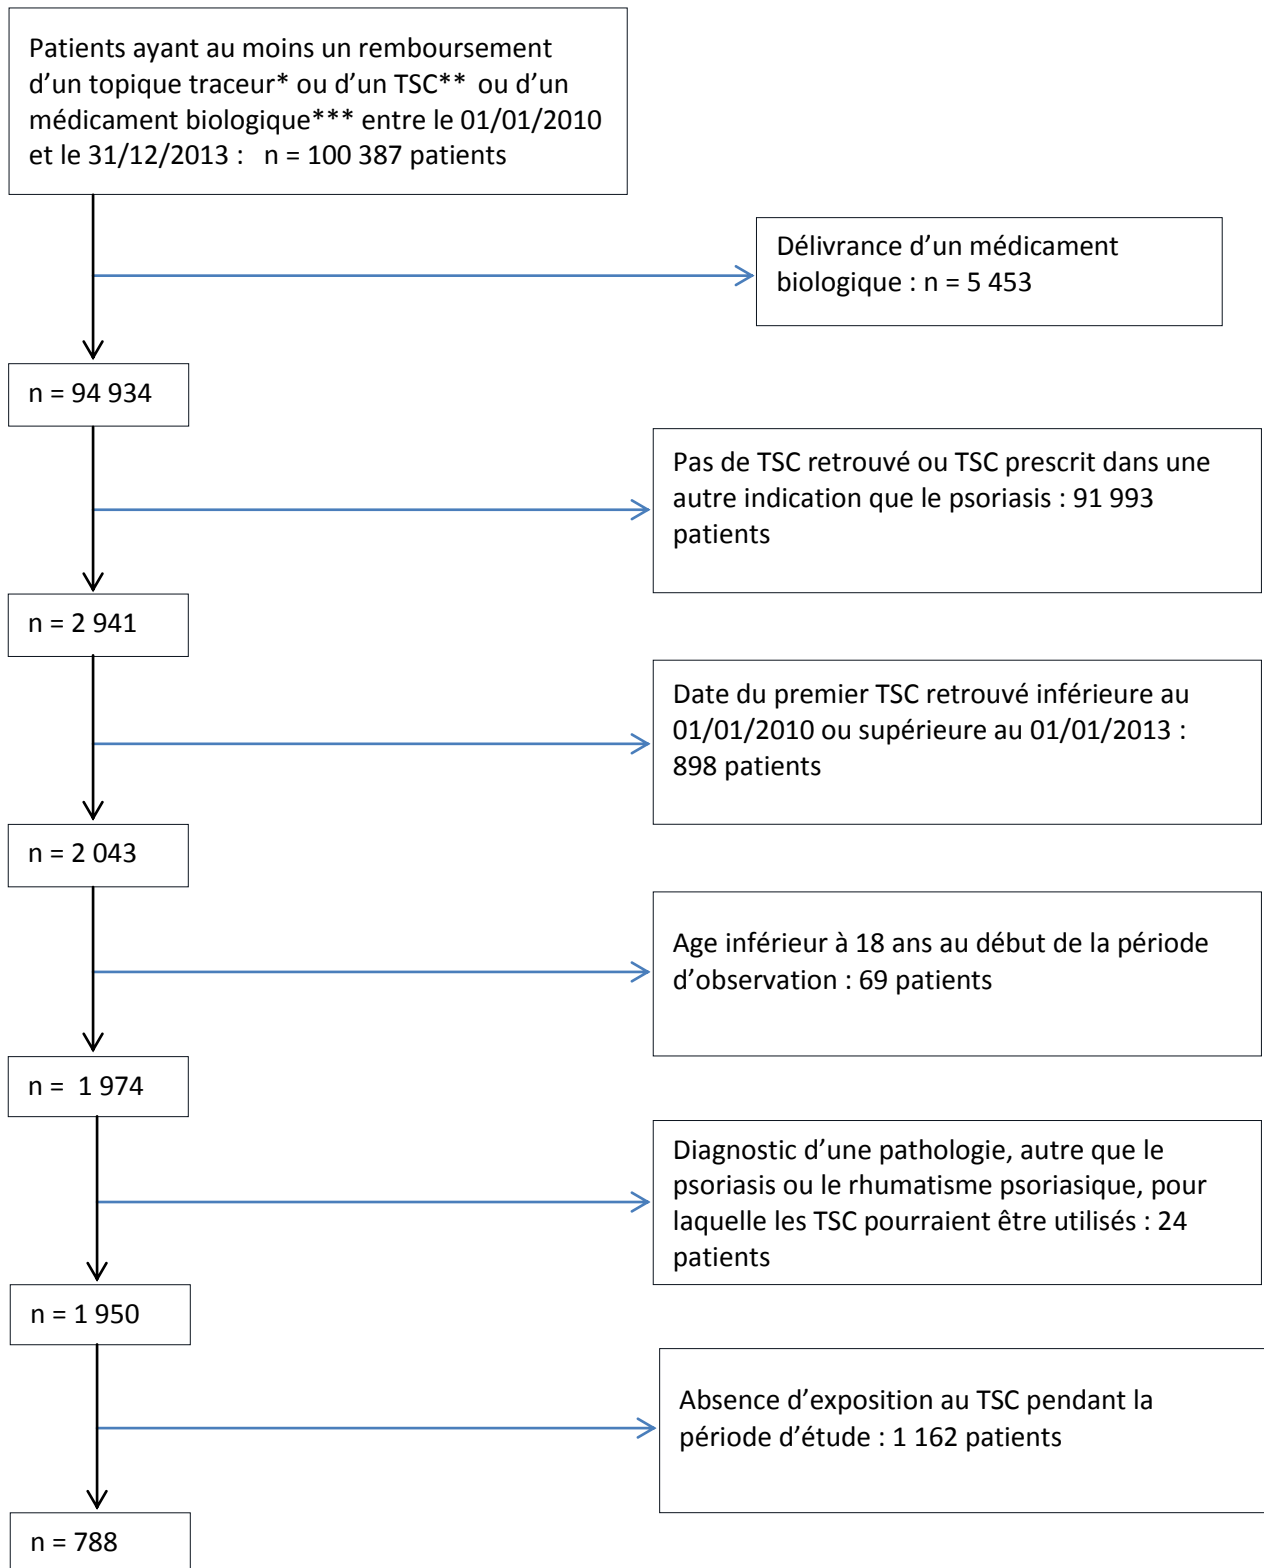 Patients ayant au moins un remboursement
d’un topique traceur* ou d’un TSC** ou d’un
médicament biologique*** entre le 01/01/2010
et le 31/12/2013 : n = 100 387 patients
Délivrance d’un médicament
biologique : n = 5 453
n = 94 934
Pas de TSC retrouvé ou TSC prescrit dans une
autre indication que le psoriasis : 91 993
patients
n = 2 941
Date du premier TSC retrouvé inférieure au
01/01/2010 ou supérieure au 01/01/2013 :
898 patients
n = 2 043
Age inférieur à 18 ans au début de la période
d’observation : 69 patients
n = 1 974
Diagnostic d’une pathologie, autre que le
psoriasis ou le rhumatisme psoriasique, pour
laquelle les TSC pourraient être utilisés : 24
patients
n = 1 950
Absence d’exposition au TSC pendant la
période d’étude : 1 162 patients
n = 788